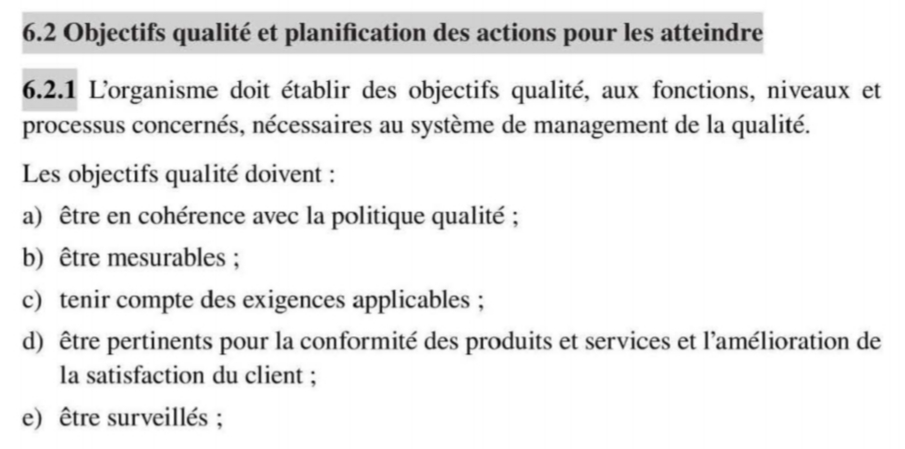 6.2 Objectifs qualité et planification des actions pour les atteindre
6.2.1 L’organisme doit établir des objectifs qualité, aux fonctions, niveaux et
processus concernés, nécessaires au système de management de la qualité.
Les objectifs qualité doivent :
a) être en cohérence avec la politique qualité ;
b) être mesurables ;
c) tenir compte des exigences applicables ;
d) être pertinents pour la conformité des produits et services et l’amélioration de
la satisfaction du client ;
e) être surveillés ;